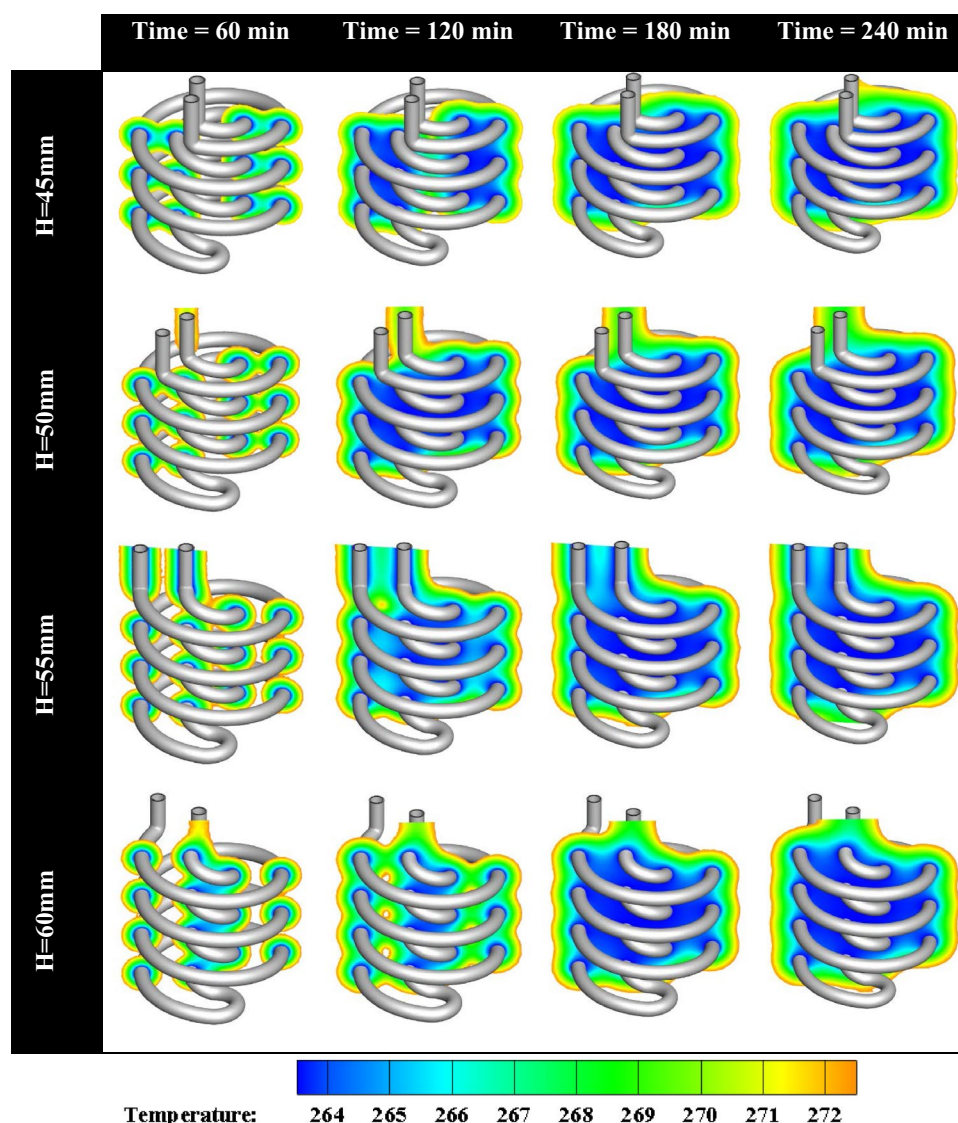 Time = 60 min Time = 120 min Time = 180 min Time = 240 min
H=45mm
H=50mm
H=55mm
H=60mm
Temperature: 264 265 266 267 268 269 270 271 272